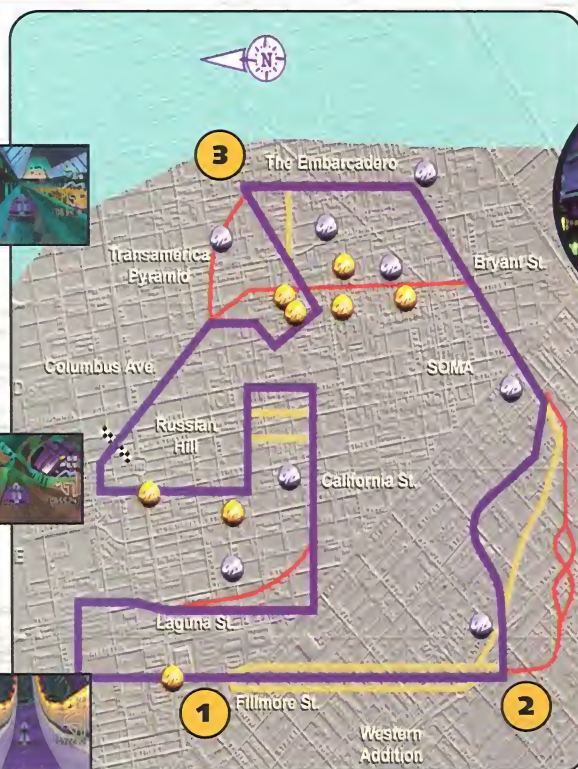 N
3
The Embarcadero
Transamerica
Pyramid
Bryant St.
Columbus Ave.
SOMA
Russian
Hill
California St.
Laguna St.
1
Fillmore St.
2
Western
Addition